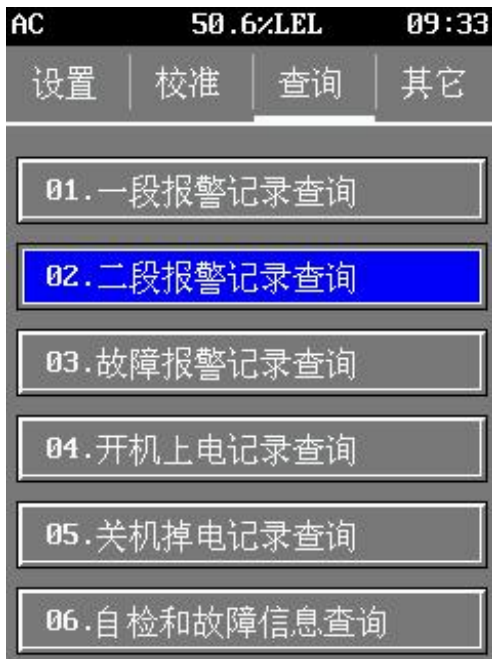 AC 50.6%LEL 09:33
设置 校准 查询 其它
01.一段报警记录查询
02.二段报警记录查询
03.故障报警记录查询
04.开机上电记录查询
05.关机掉电记录查询
06.自检和故障信息查询